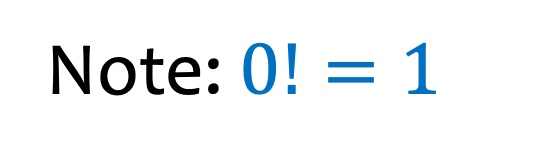 Note: 0! = 1